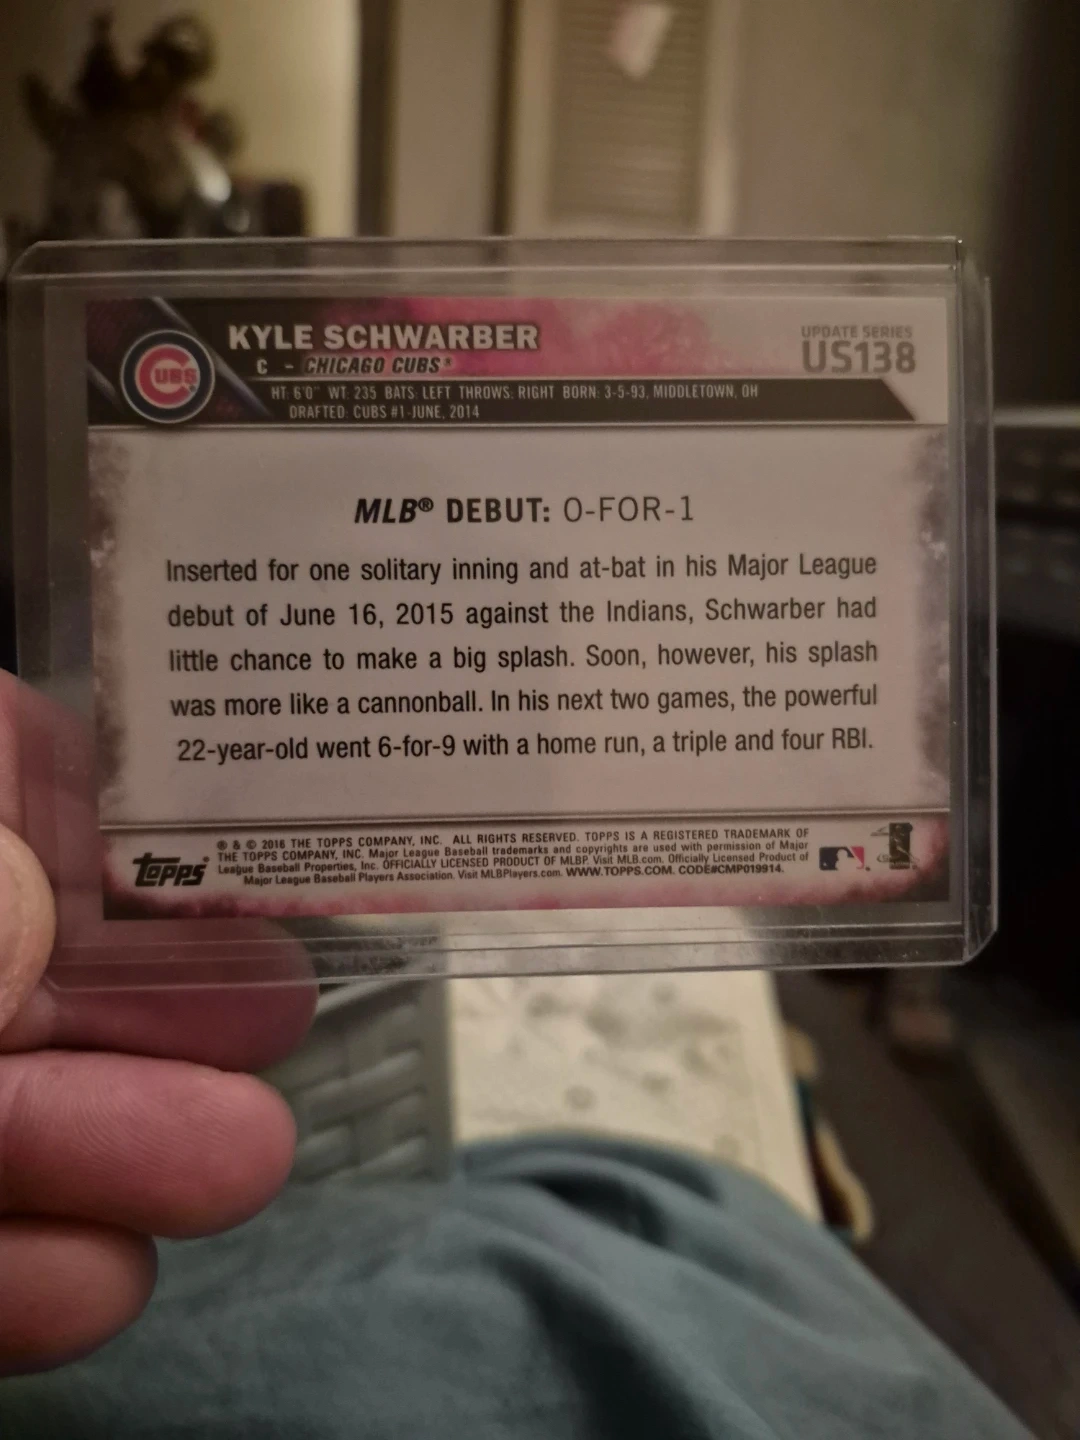 KYLE SCHWARBER
C - CHICAGO CUBS®
UPDATE SERIES
US138
CUBS
HT: 6'0" WT: 235 BATS: LEFT THROWS: RIGHT BORN: 3-5-93, MIDDLETOWN, OH
DRAFTED: CUBS #1-JUNE, 2014
MLB® DEBUT: 0-FOR-1
Inserted for one solitary inning and at-bat in his Major League
debut of June 16, 2015 against the Indians, Schwarber had
little chance to make a big splash. Soon, however, his splash
was more like a cannonball. In his next two games, the powerful
22-year-old went 6-for-9 with a home run, a triple and four RBI.
Topps®
® & © 2016 THE TOPPS COMPANY, INC. ALL RIGHTS RESERVED. TOPPS IS A REGISTERED TRADEMARK OF
THE TOPPS COMPANY, INC. Major League Baseball trademarks and copyrights are used with permission of Major
League Baseball Properties, Inc. OFFICIALLY LICENSED PRODUCT OF MLBP. Visit MLB.com. Officially Licensed Product of
Major League Baseball Players Association. Visit MLBPlayers.com. WWW.TOPPS.COM. CODE#CMP019914.